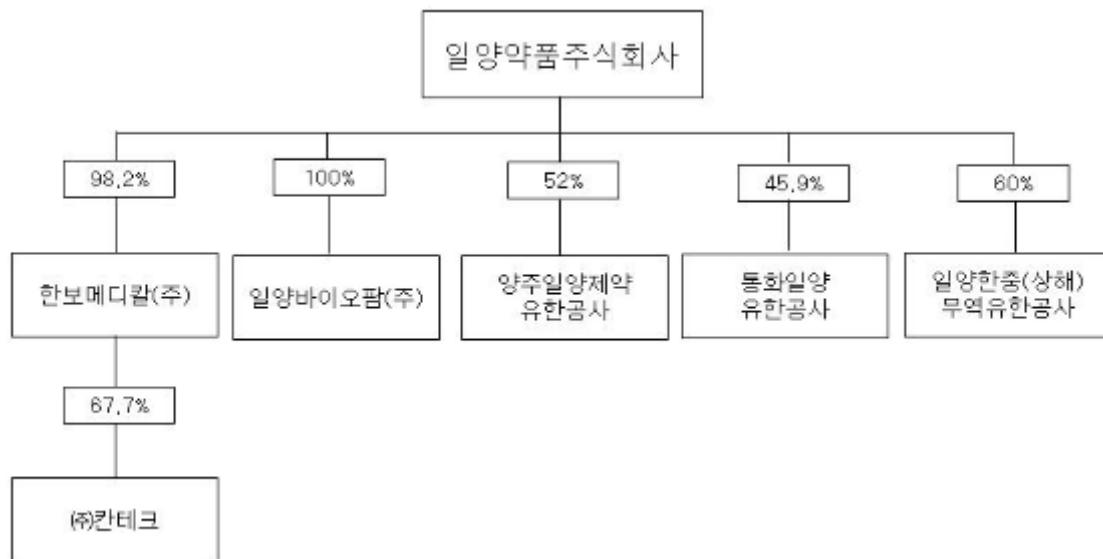 일양약품주식회사
98.2%
100%
52%
45.9%
60%
한보메디칼(주)
일양바이오팜(주)
양주일양제약
유한공사
통화일양
유한공사
일양한중(상해)
무역유한공사
67.7%
㈜칸테크